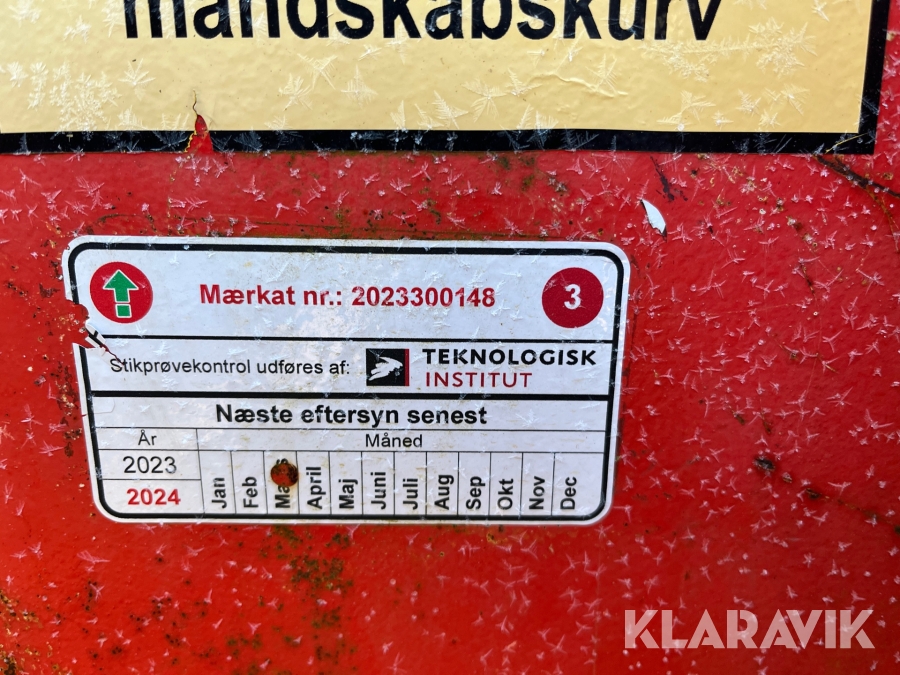 mandskabskurv
Mærkat nr.: 2023300148
3
Stikprøvekontrol udføres af: TEKNOLOGISK
INSTITUT
Næste eftersyn senest
År Måned
2023
2024 Jan Feb April Maj Juni Juli Aug Sep Okt Nov Dec
KLARAVIK